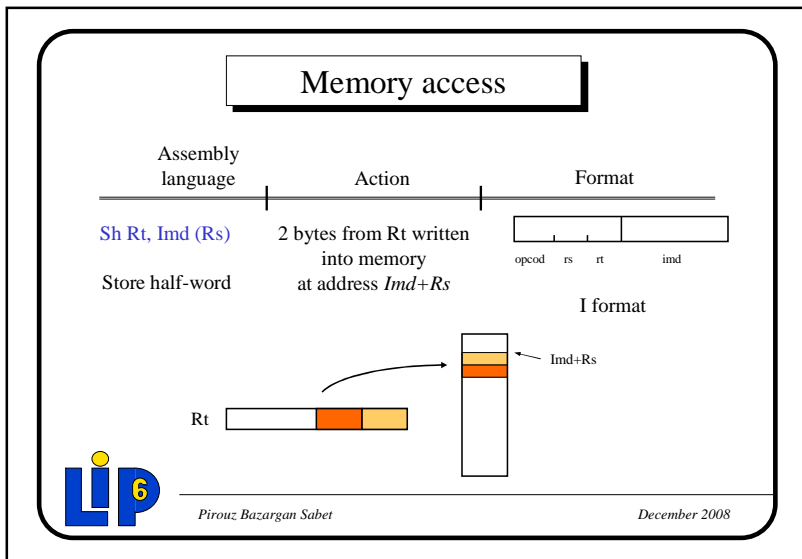 Memory access
Assembly
language
Action
Format
Sh Rt, Imd (Rs)
Store half-word
2 bytes from Rt written
into memory
at address Imd+Rs
opcod rs rt imd
I format
Imd+Rs
Rt
LIP6
Pirouz Bazargan Sabet
December 2008